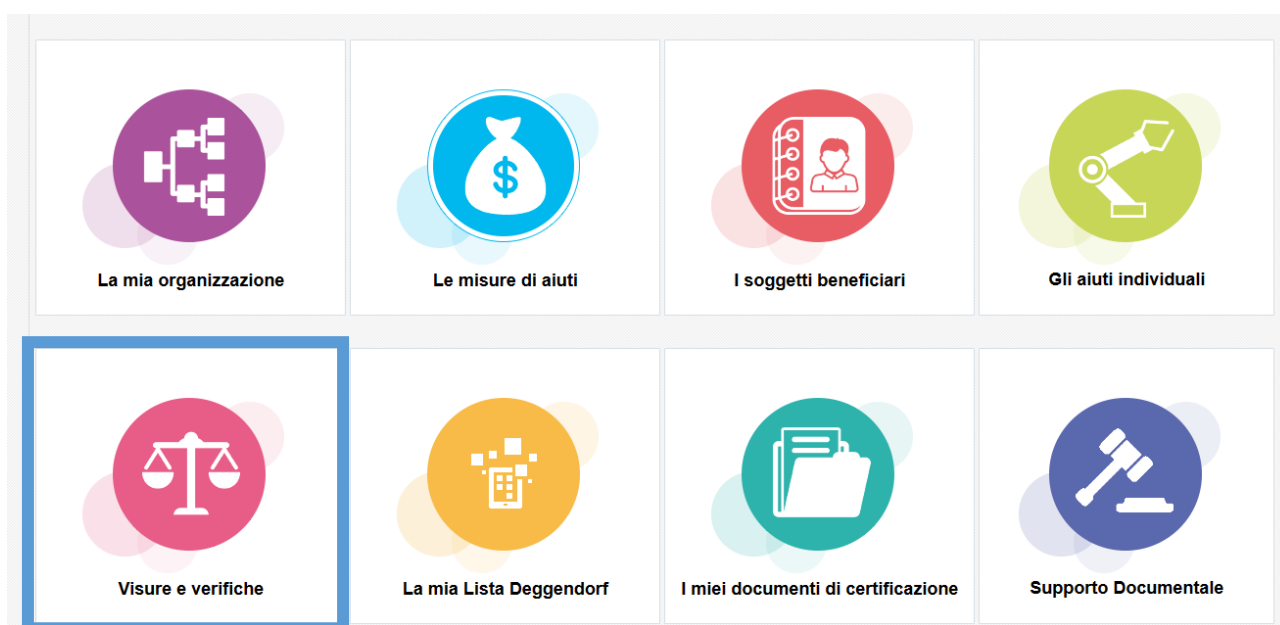 La mia organizzazione
Le misure di aiuti
I soggetti beneficiari
Gli aiuti individuali
Visure e verifiche
La mia Lista Deggendorf
I miei documenti di certificazione
Supporto Documentale